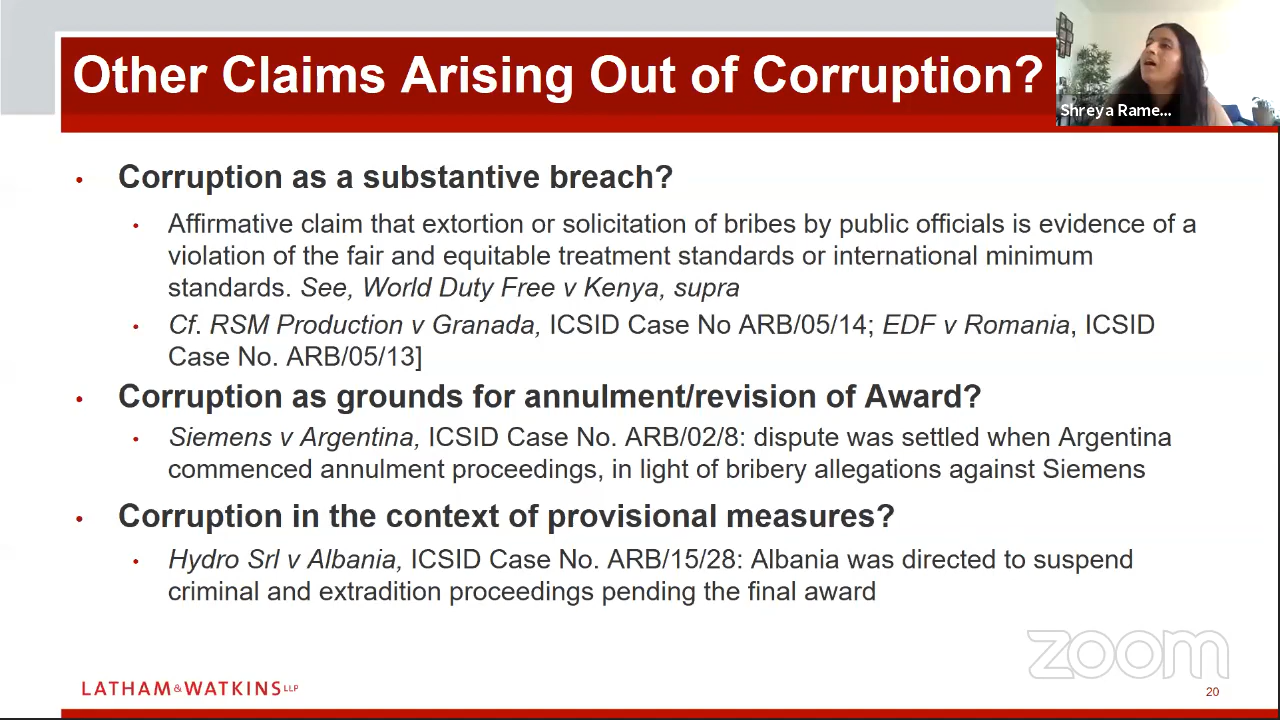 Other Claims Arising Out of Corruption?
Shreya Rame...
• Corruption as a substantive breach?
• Affirmative claim that extortion or solicitation of bribes by public officials is evidence of a
violation of the fair and equitable treatment standards or international minimum
standards. See, World Duty Free v Kenya, supra
• Cf. RSM Production v Granada, ICSID Case No ARB/05/14; EDF v Romania, ICSID
Case No. ARB/05/13]
• Corruption as grounds for annulment/revision of Award?
• Siemens v Argentina, ICSID Case No. ARB/02/8: dispute was settled when Argentina
commenced annulment proceedings, in light of bribery allegations against Siemens
• Corruption in the context of provisional measures?
• Hydro Srl v Albania, ICSID Case No. ARB/15/28: Albania was directed to suspend
criminal and extradition proceedings pending the final award
zoom
LATHAM&WATKINS LLP
20